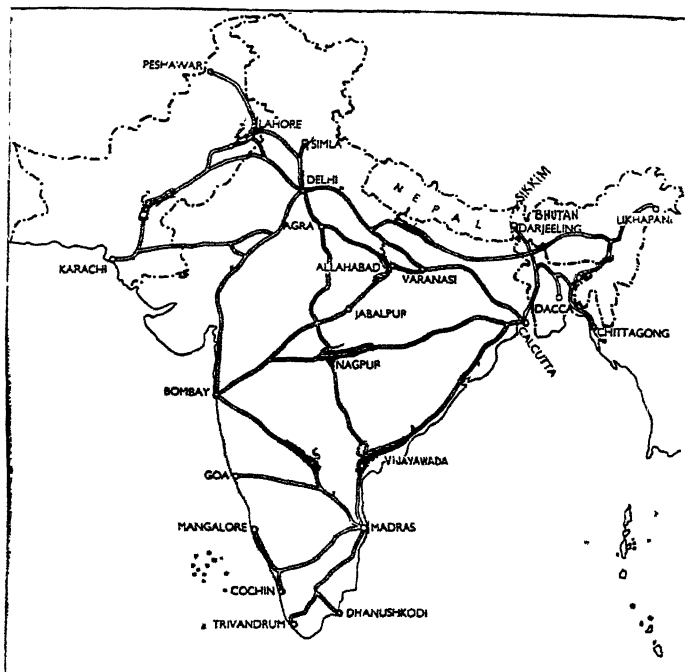 PESHAWAR
LAHORE
SIMLA
DELHI
NEPAL
SIKKIM
BHUTAN
DARJEELING
LIKHAPANI
AGRA
KARACHI
ALLAHABAD
VARANASI
JABALPUR
DACCA
CALCUTTA
CHITTAGONG
NAGPUR
BOMBAY
VIJAYAWADA
GOA
MANGALORE
MADRAS
COCHIN
TRIVANDRUM
DHANUSHKODI